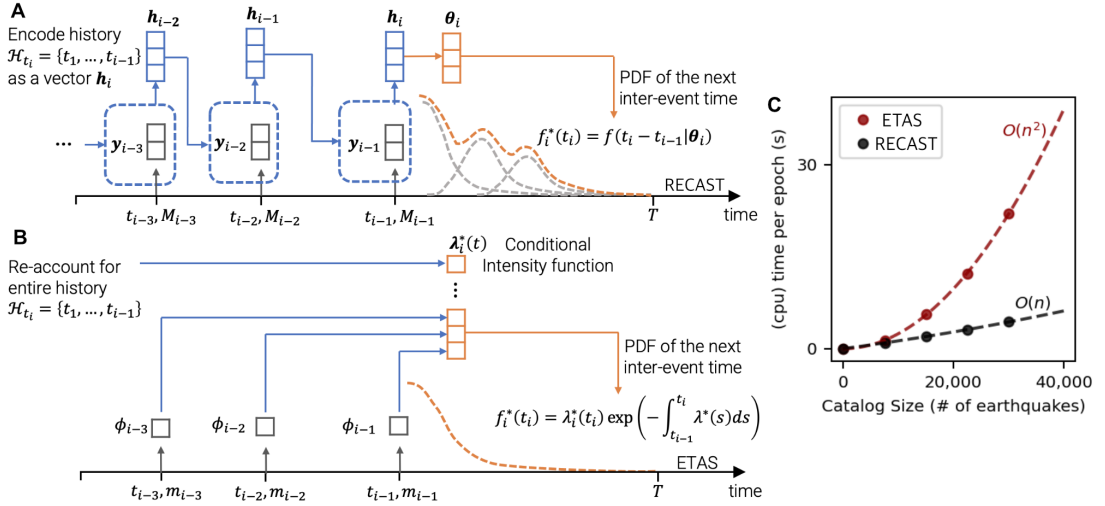 A
Encode history
ℋ_{t_i} = {t_1, …, t_{i−1}}
as a vector h_i
h_{i−2}
h_{i−1}
h_i
θ_i
PDF of the next
inter-event time
f_i^*(t_i) = f(t_i − t_{i−1}|θ_i)
...
y_{i−3}
y_{i−2}
y_{i−1}
RECAST
t_{i−3}, M_{i−3}
t_{i−2}, M_{i−2}
t_{i−1}, M_{i−1}
T
time
B
Re-account for
entire history
ℋ_{t_i} = {t_1, …, t_{i−1}}
λ_i^*(t)
Conditional
Intensity function
⋮
PDF of the next
inter-event time
f_i^*(t_i) = λ_i^*(t_i) exp(−∫_{t_{i−1}}^{t_i} λ^*(s)ds)
ϕ_{i−3}
ϕ_{i−2}
ϕ_{i−1}
ETAS
t_{i−3}, m_{i−3}
t_{i−2}, m_{i−2}
t_{i−1}, m_{i−1}
T
time
C
ETAS
RECAST
O(n²)
O(n)
(cpu) time per epoch (s)
30
0
0
20,000
40,000
Catalog Size (# of earthquakes)